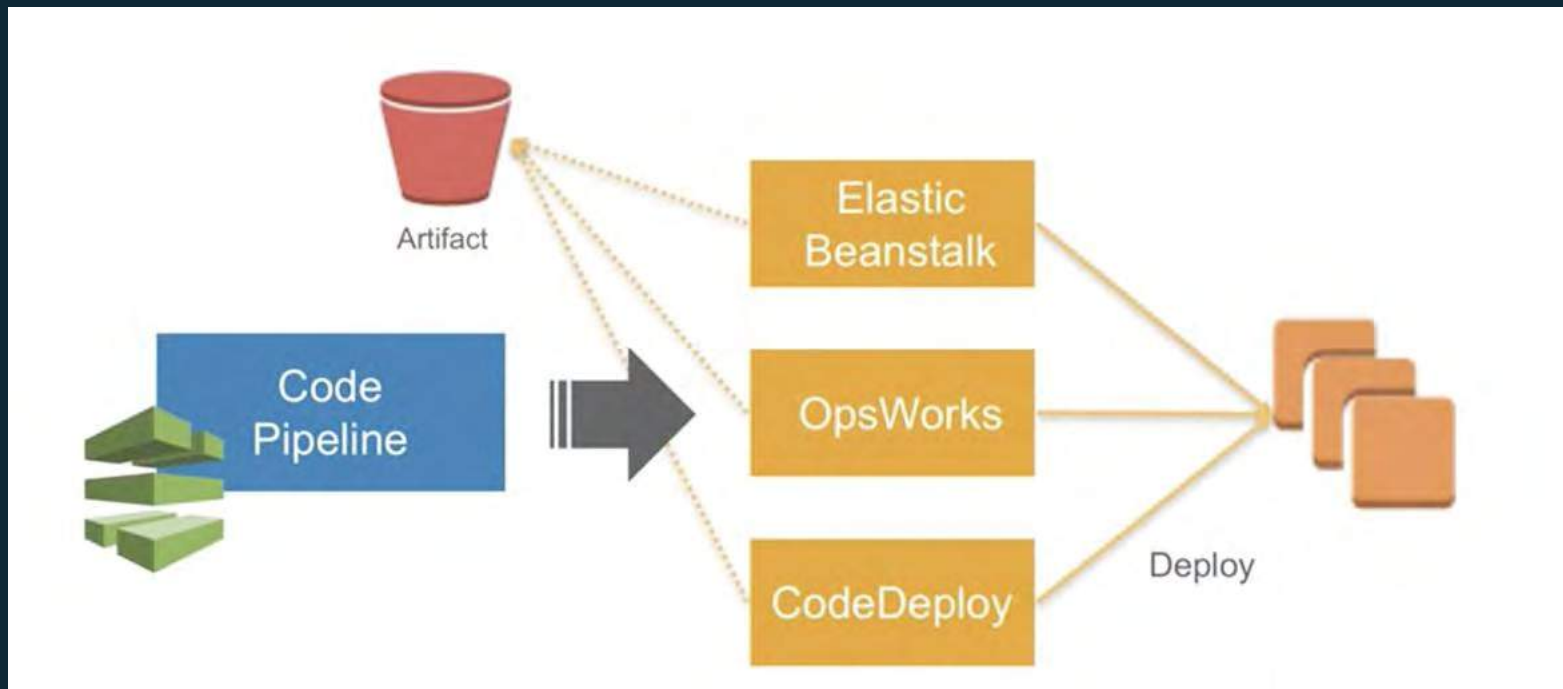 Artifact
Code
Pipeline
Elastic
Beanstalk
OpsWorks
CodeDeploy
Deploy